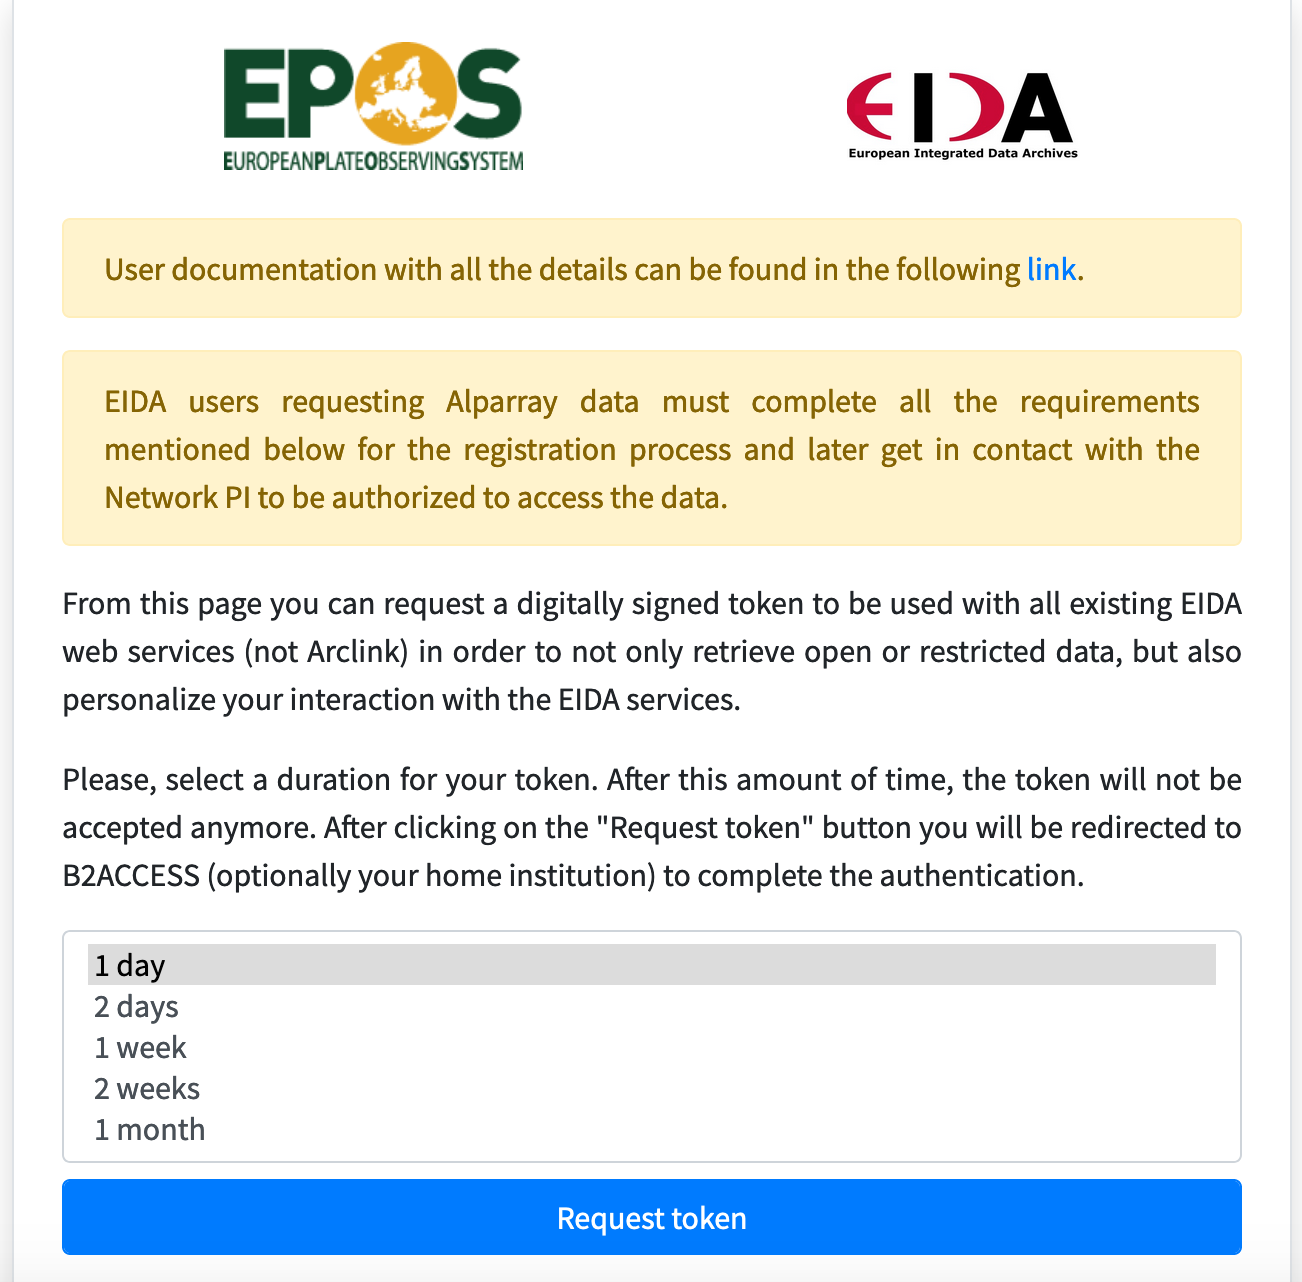 EPOS
EUROPEANPLATEOBSERVINGSYSTEM
EIDA
European Integrated Data Archives
User documentation with all the details can be found in the following link.
EIDA users requesting Alparray data must complete all the requirements
mentioned below for the registration process and later get in contact with the
Network PI to be authorized to access the data.
From this page you can request a digitally signed token to be used with all existing EIDA
web services (not Arclink) in order to not only retrieve open or restricted data, but also
personalize your interaction with the EIDA services.
Please, select a duration for your token. After this amount of time, the token will not be
accepted anymore. After clicking on the "Request token" button you will be redirected to
B2ACCESS (optionally your home institution) to complete the authentication.
1 day
2 days
1 week
2 weeks
1 month
Request token